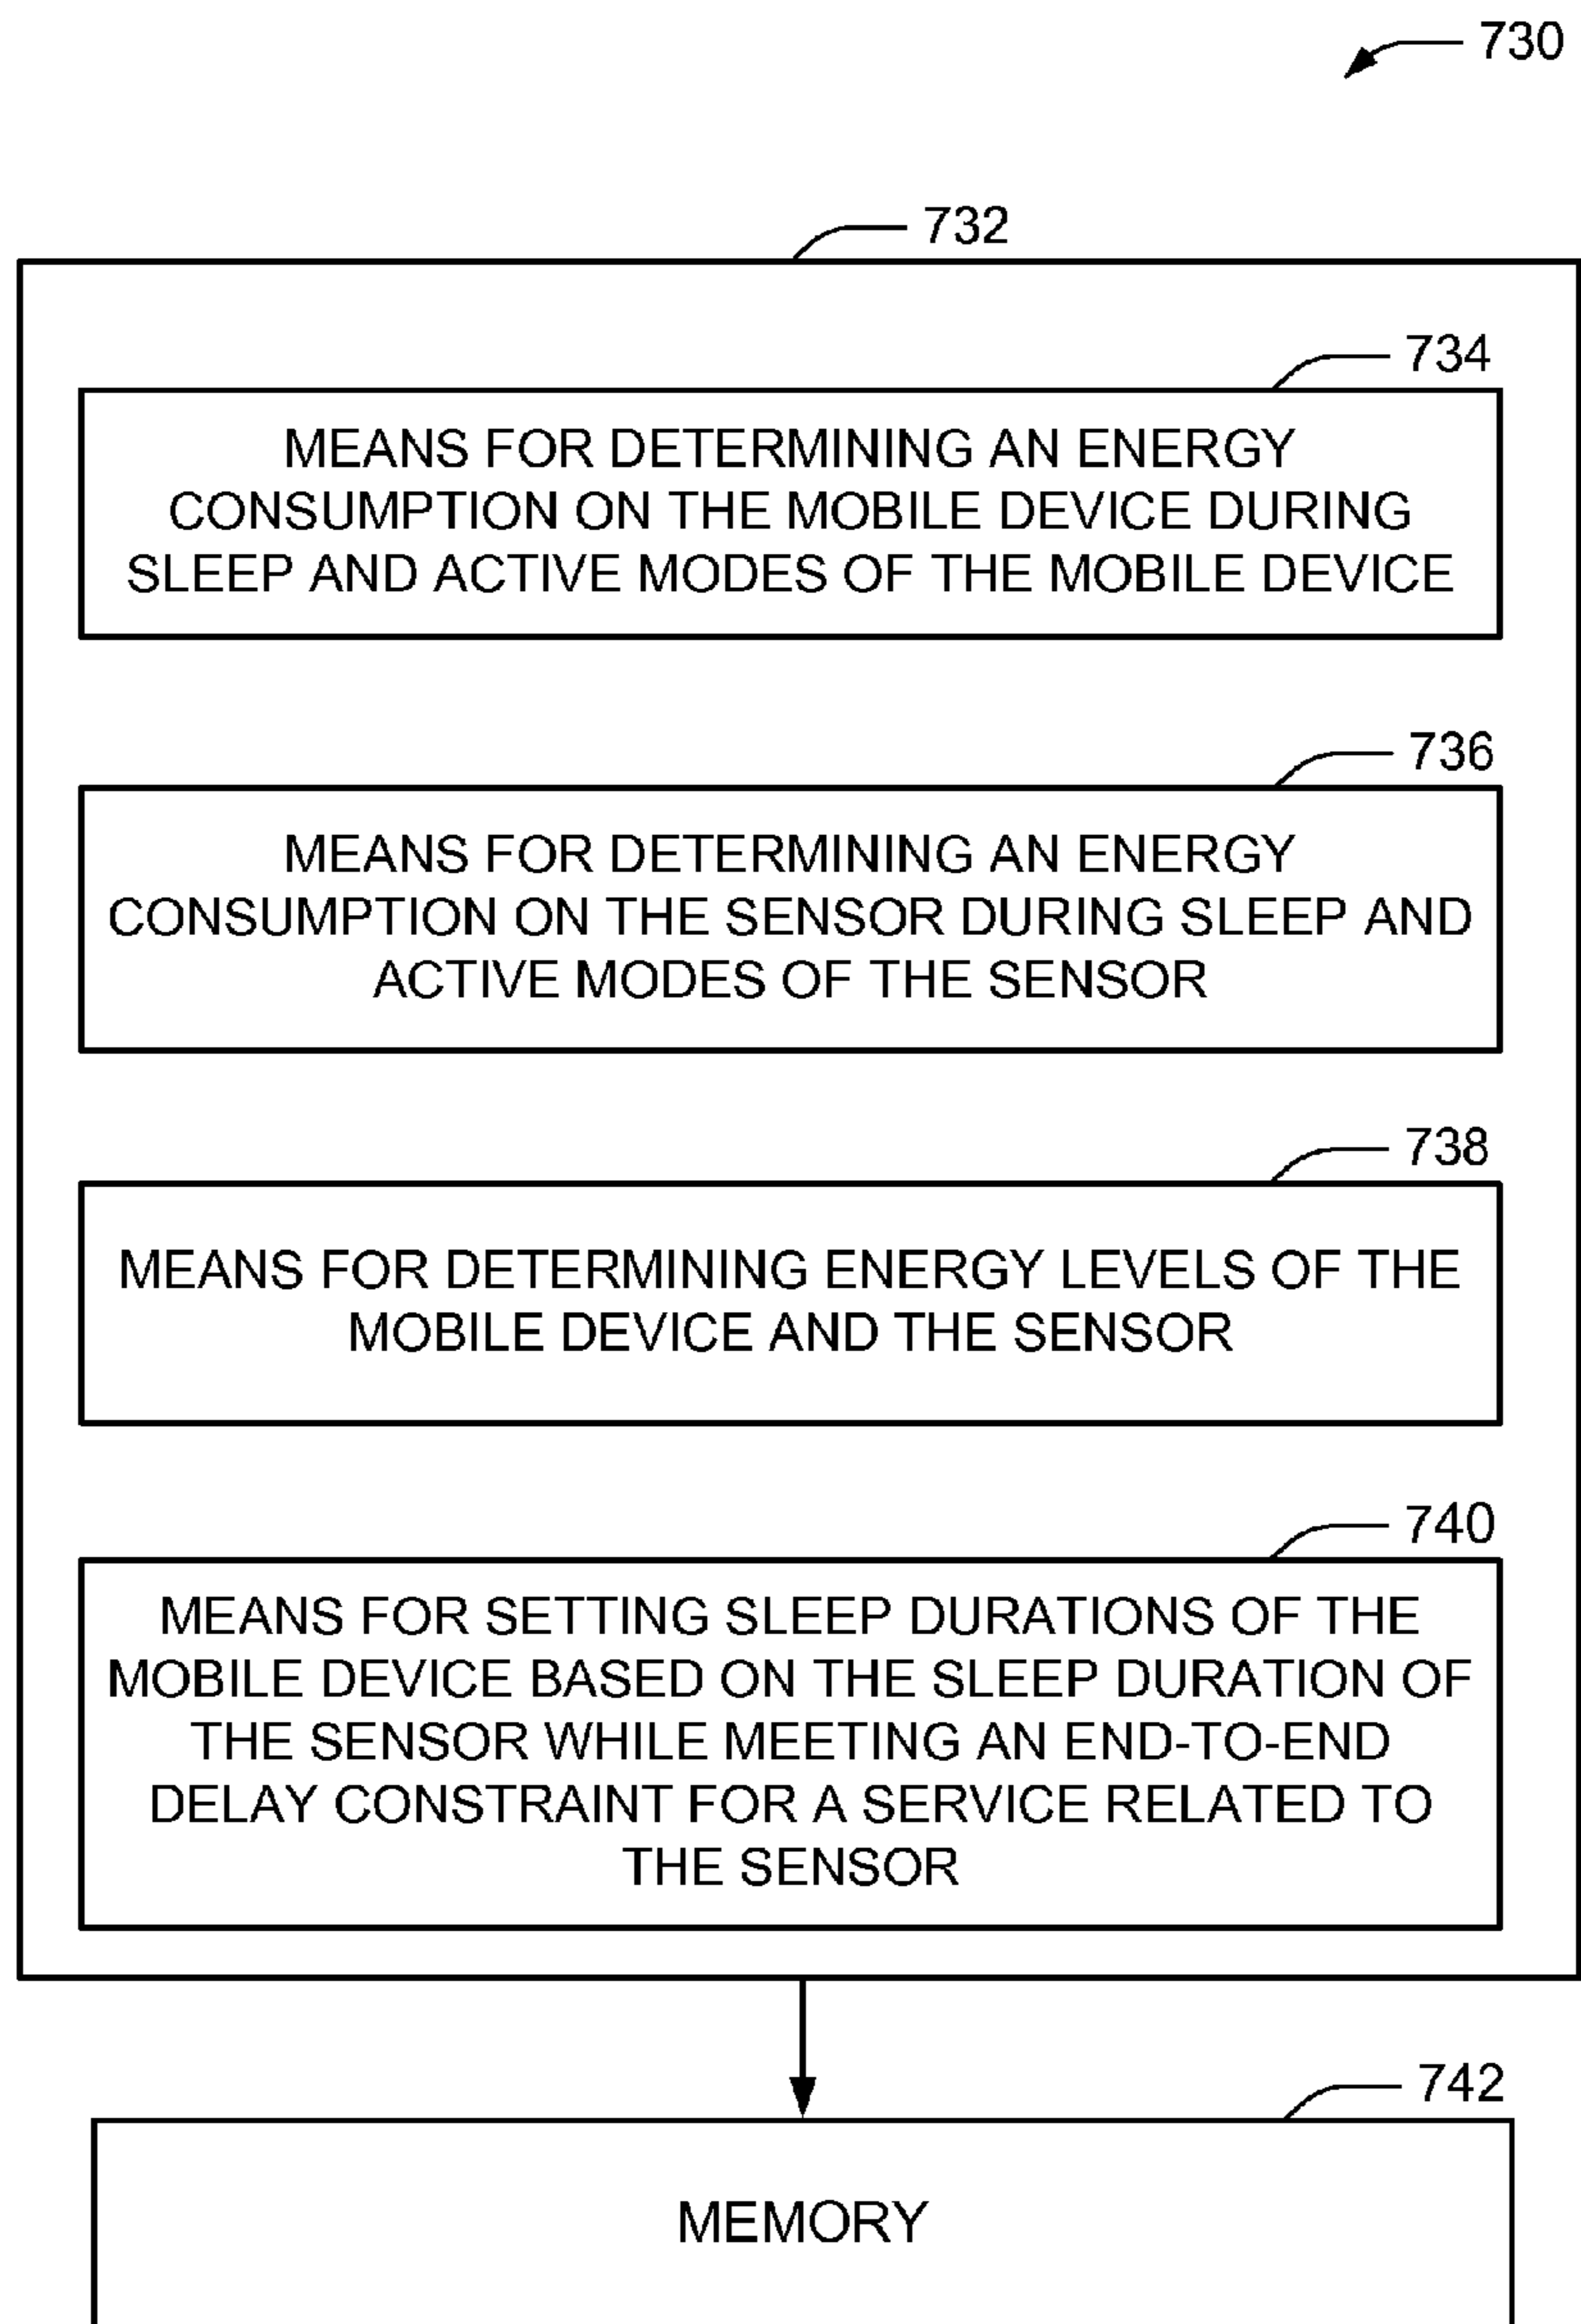 730
732
734
MEANS FOR DETERMINING AN ENERGY
CONSUMPTION ON THE MOBILE DEVICE DURING
SLEEP AND ACTIVE MODES OF THE MOBILE DEVICE
736
MEANS FOR DETERMINING AN ENERGY
CONSUMPTION ON THE SENSOR DURING SLEEP AND
ACTIVE MODES OF THE SENSOR
738
MEANS FOR DETERMINING ENERGY LEVELS OF THE
MOBILE DEVICE AND THE SENSOR
740
MEANS FOR SETTING SLEEP DURATIONS OF THE
MOBILE DEVICE BASED ON THE SLEEP DURATION OF
THE SENSOR WHILE MEETING AN END-TO-END
DELAY CONSTRAINT FOR A SERVICE RELATED TO
THE SENSOR
742
MEMORY